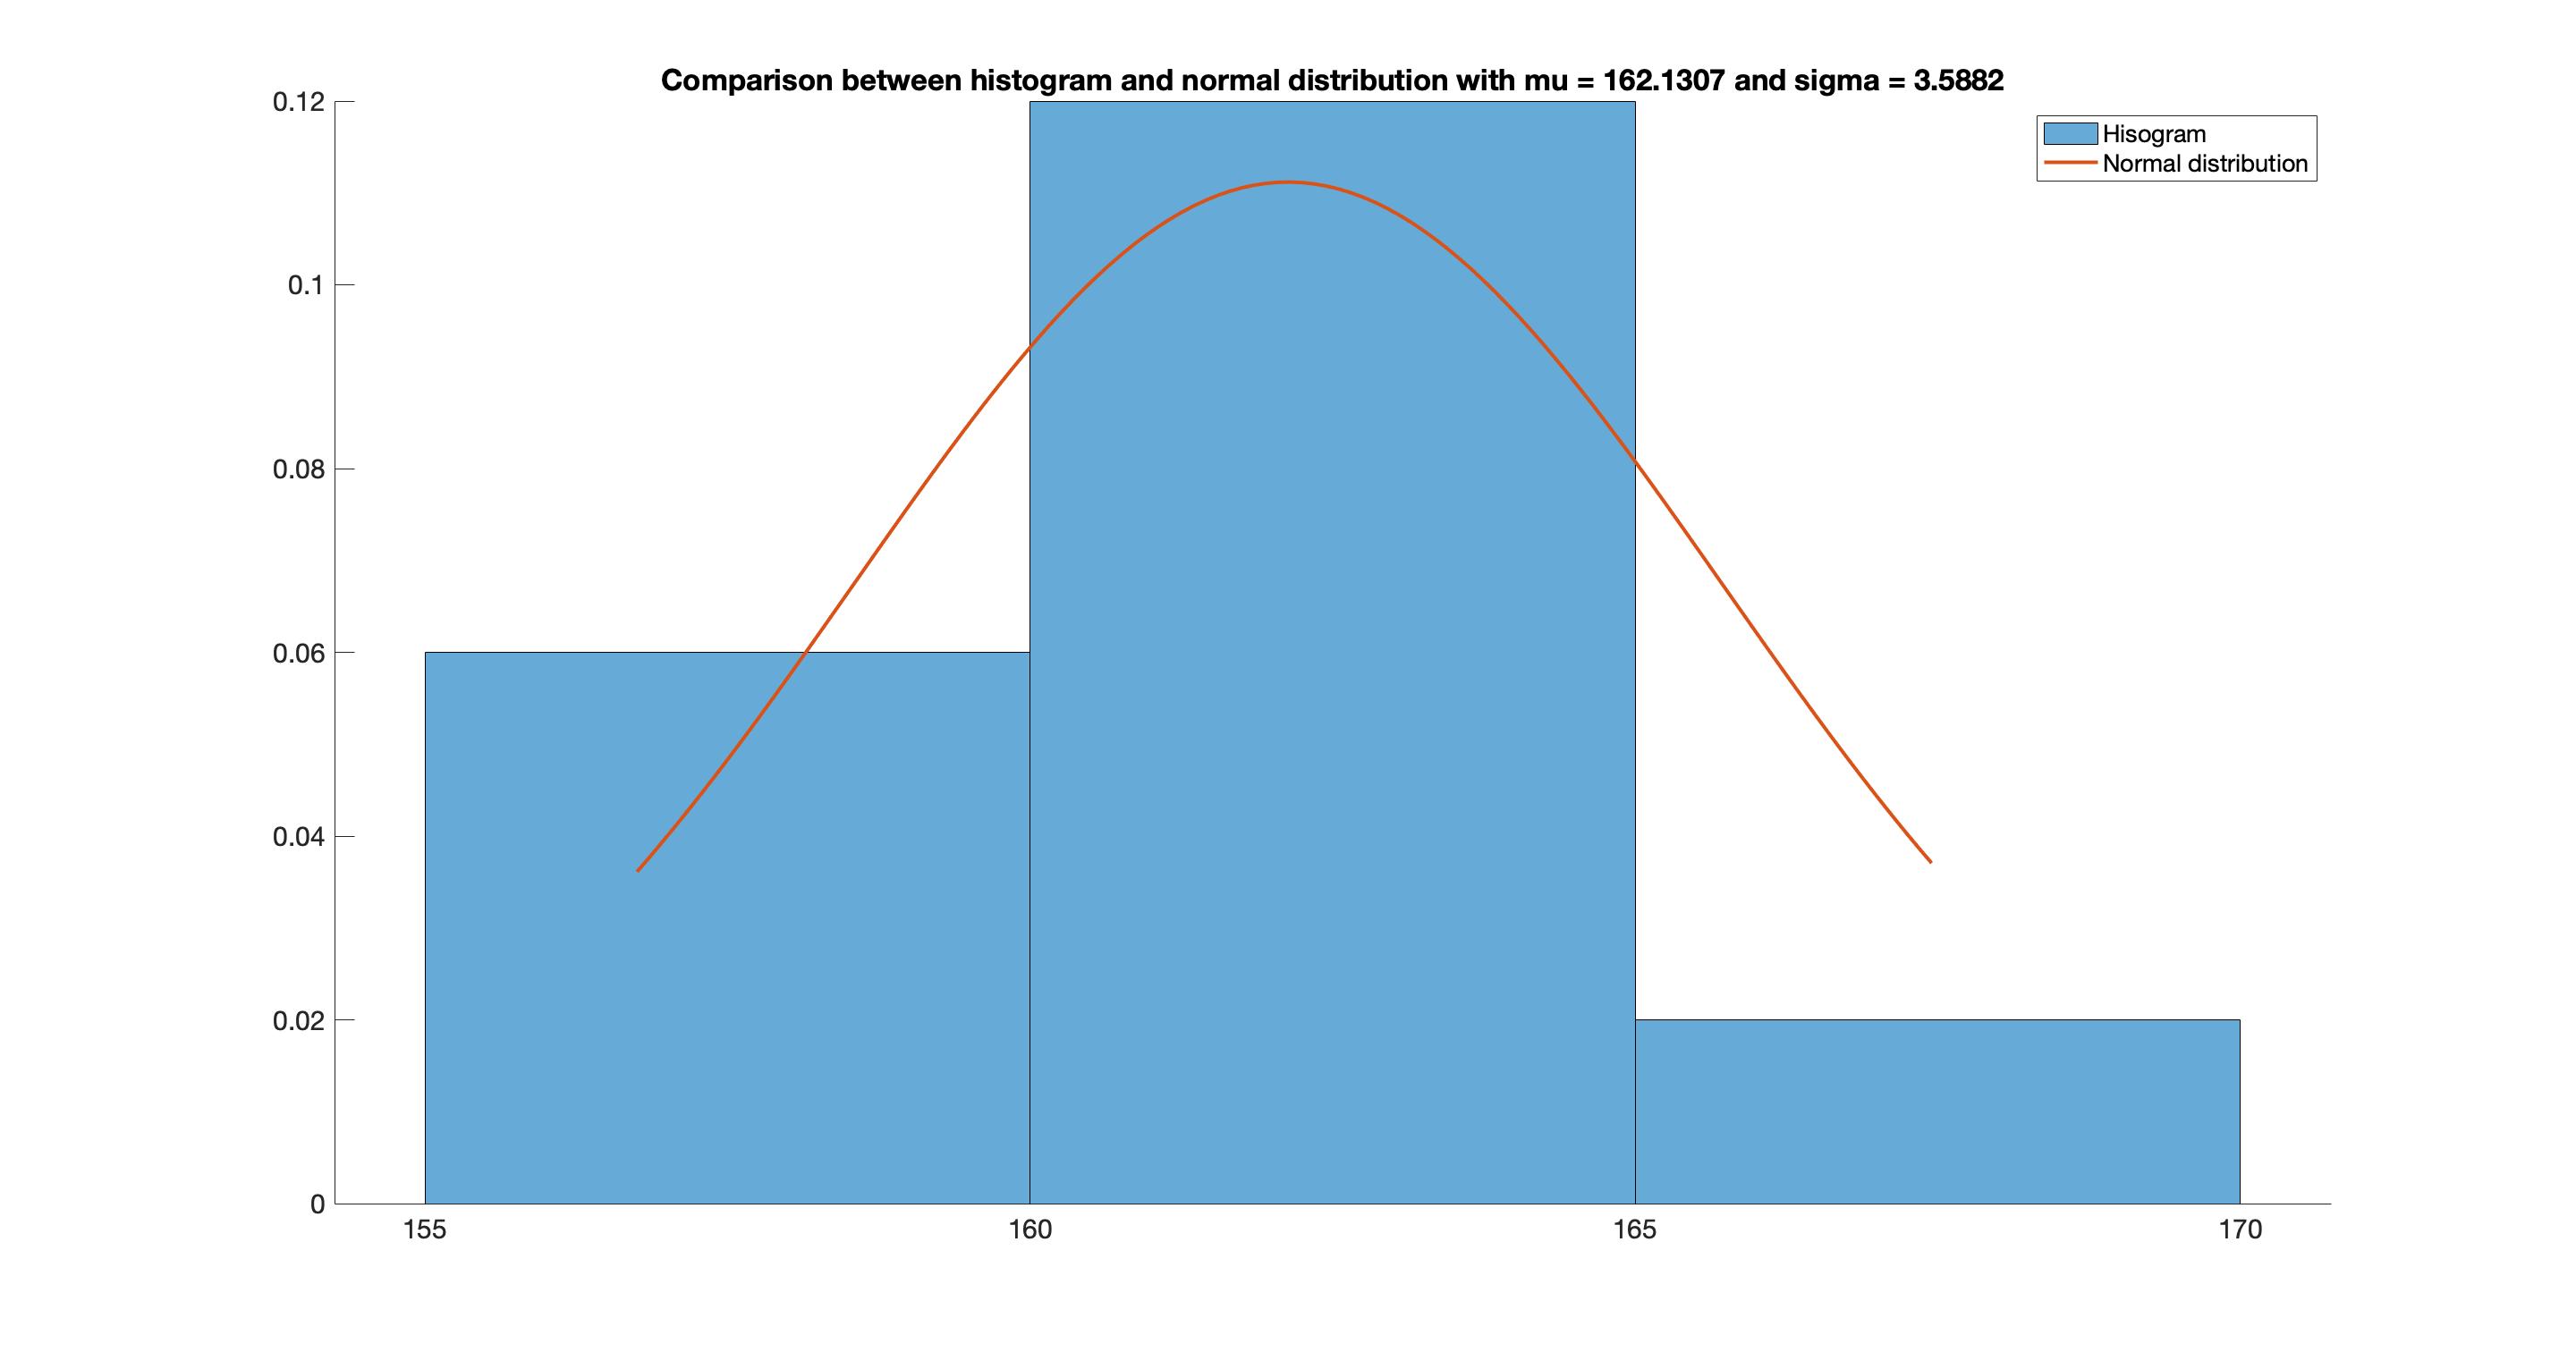 Comparison between histogram and normal distribution with mu = 162.1307 and sigma = 3.5882
Hisogram
Normal distribution
0.12
0.1
0.08
0.06
0.04
0.02
0
155 160 165 170